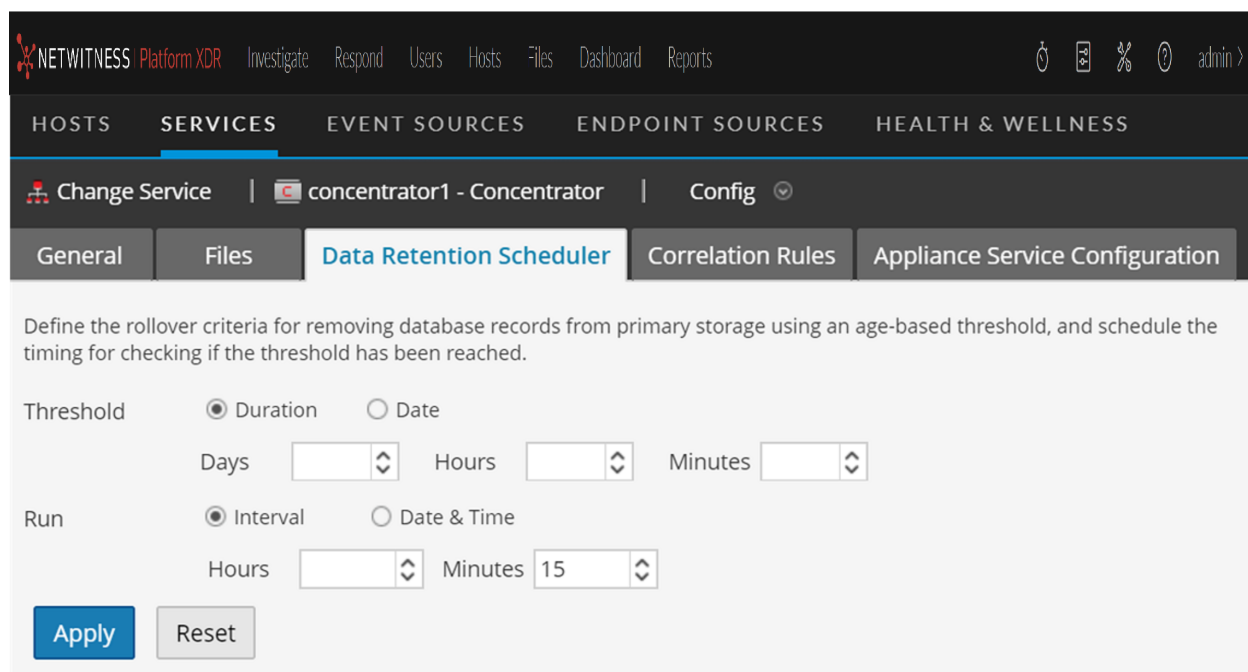 NETWITNESS | Platform XDR Investigate Respond Users Hosts Files Dashboard Reports admin >
HOSTS SERVICES EVENT SOURCES ENDPOINT SOURCES HEALTH & WELLNESS
Change Service | C concentrator1 - Concentrator | Config
General Files Data Retention Scheduler Correlation Rules Appliance Service Configuration
Define the rollover criteria for removing database records from primary storage using an age-based threshold, and schedule the
timing for checking if the threshold has been reached.
Threshold Duration Date
Days Hours Minutes
Run Interval Date & Time
Hours Minutes 15
Apply Reset